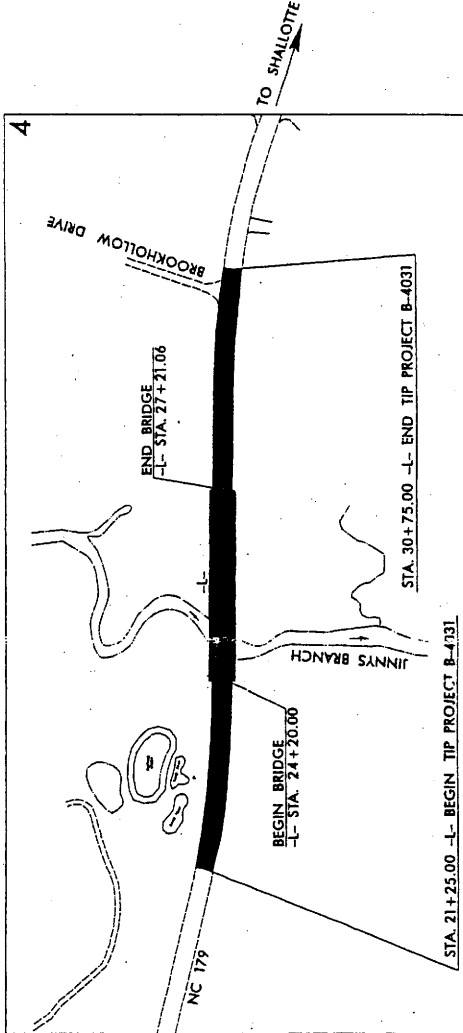 4
TO SHALLOTTE
BROOKHOLLOW DRIVE
END BRIDGE
-L- STA. 27+21.06
-L-
JINNYS BRANCH
BEGIN BRIDGE
-L- STA. 24+20.00
NC 179
STA. 30+75.00 -L- END TIP PROJECT B-4031
STA. 21+25.00 -L- BEGIN TIP PROJECT B-4031